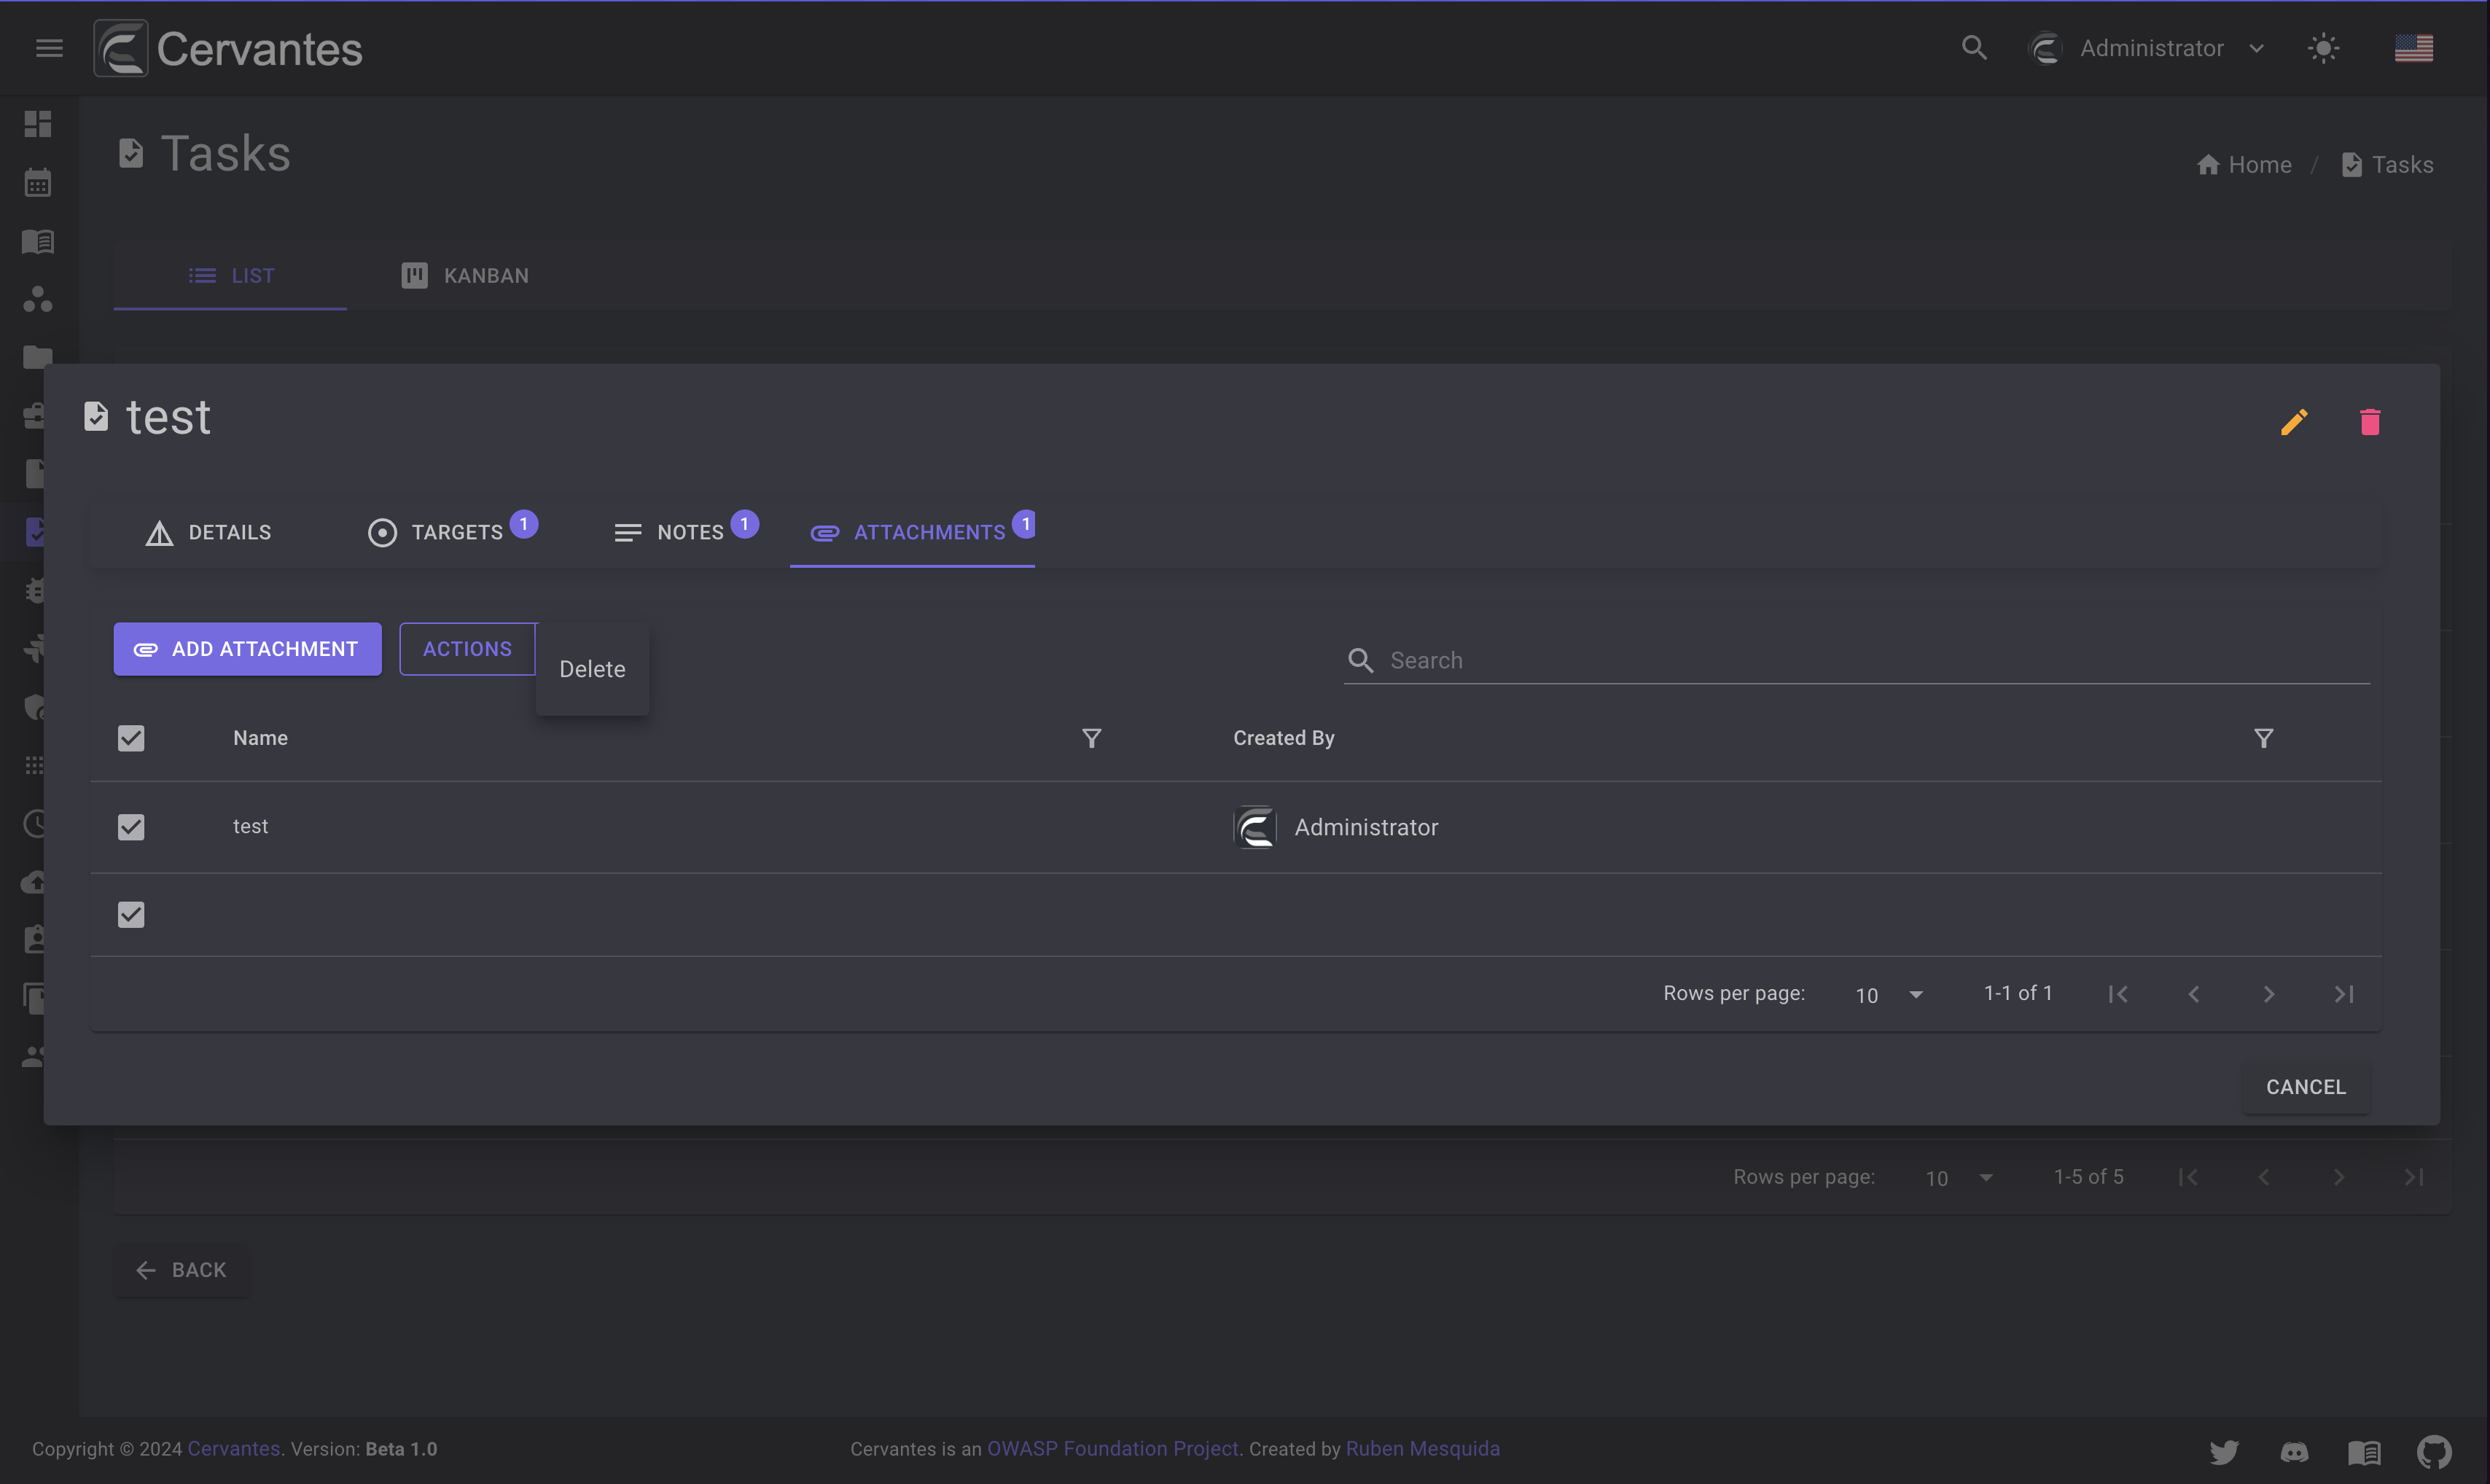 Cervantes
Administrator
Tasks
Home / Tasks
LIST
KANBAN
test
DETAILS
TARGETS 1
NOTES 1
ATTACHMENTS 1
ADD ATTACHMENT
ACTIONS
Delete
Search
Name
Created By
test
Administrator
Rows per page: 10 1-1 of 1
CANCEL
Rows per page: 10 1-5 of 5
BACK
Copyright © 2024 Cervantes. Version: Beta 1.0
Cervantes is an OWASP Foundation Project. Created by Ruben Mesquida